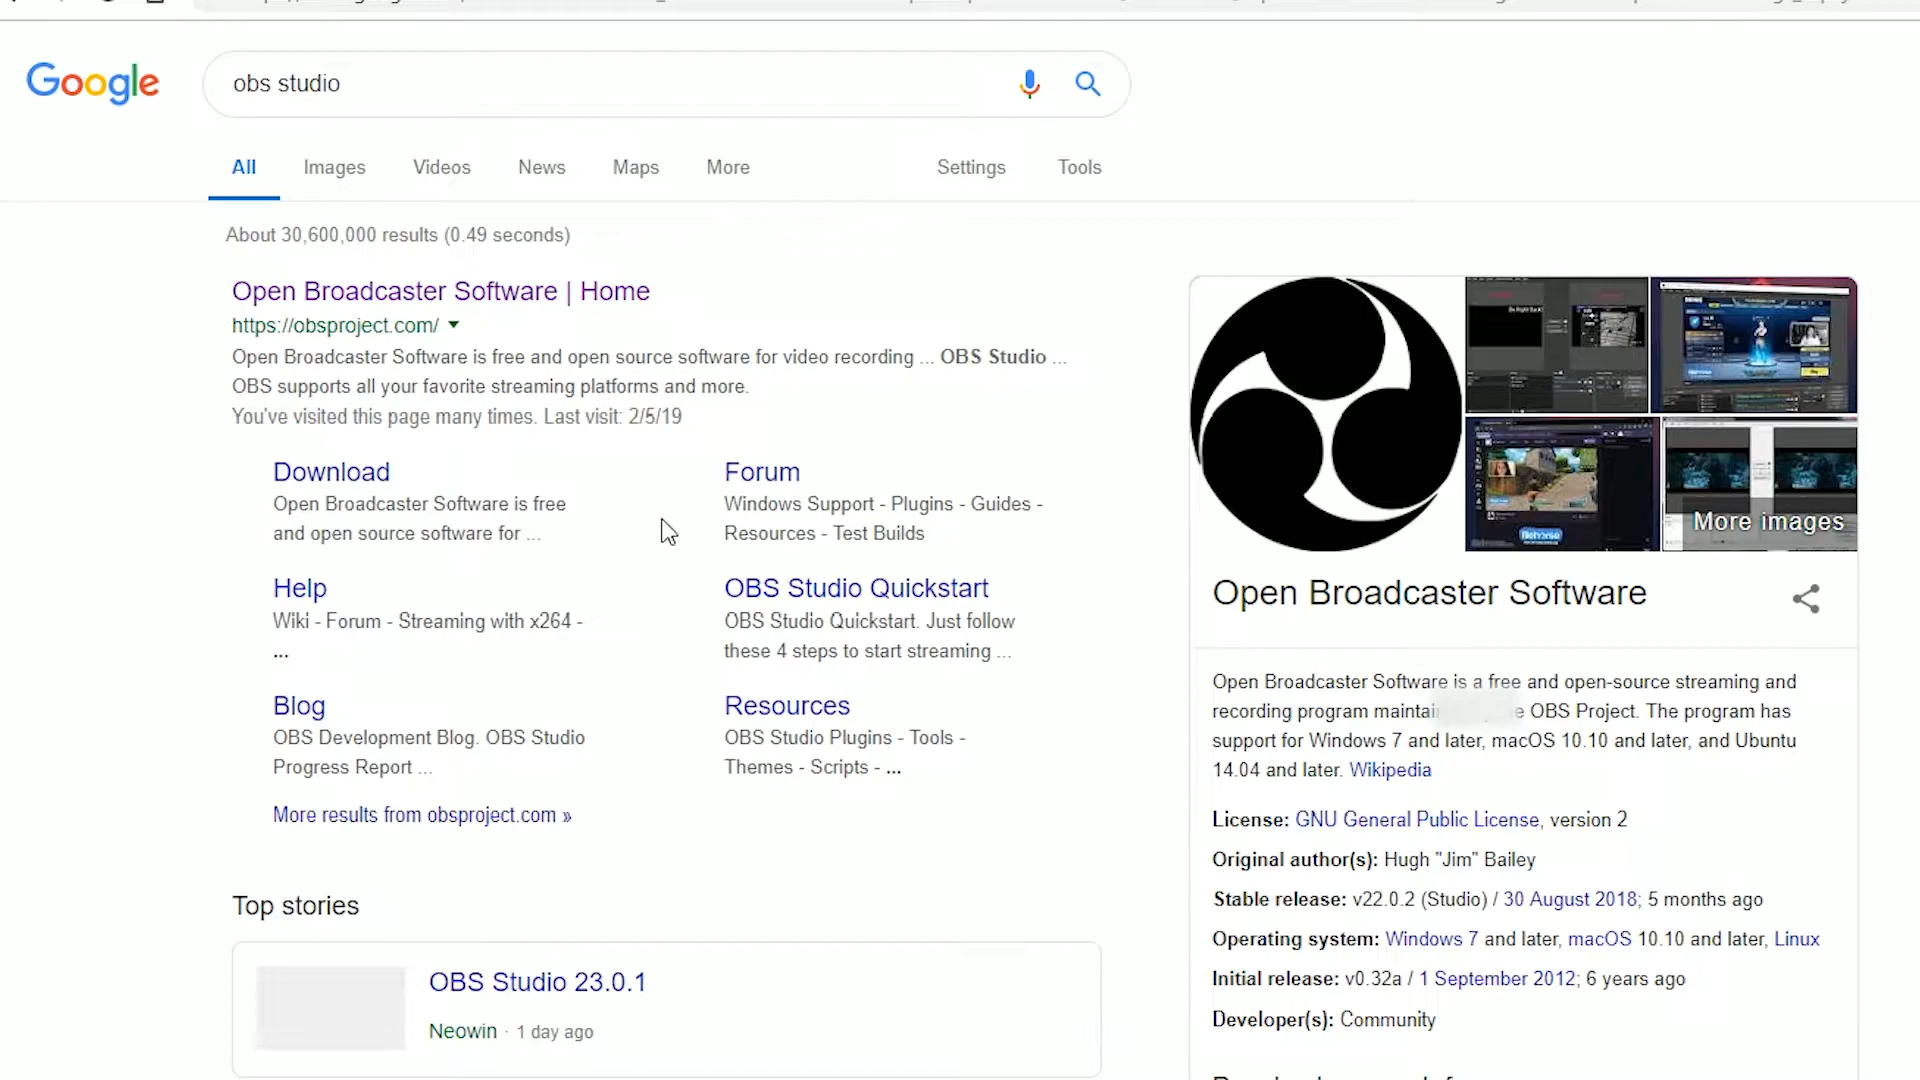 Google
obs studio
All Images Videos News Maps More Settings Tools
About 30,600,000 results (0.49 seconds)
Open Broadcaster Software | Home
https://obsproject.com/
Open Broadcaster Software is free and open source software for video recording ... OBS Studio ...
OBS supports all your favorite streaming platforms and more.
You've visited this page many times. Last visit: 2/5/19
Download
Open Broadcaster Software is free
and open source software for ...
Forum
Windows Support - Plugins - Guides -
Resources - Test Builds
Help
Wiki - Forum - Streaming with x264 -
...
OBS Studio Quickstart
OBS Studio Quickstart. Just follow
these 4 steps to start streaming ...
Blog
OBS Development Blog. OBS Studio
Progress Report ...
Resources
OBS Studio Plugins - Tools -
Themes - Scripts - ...
More results from obsproject.com »
Top stories
OBS Studio 23.0.1
Neowin · 1 day ago
More images
Open Broadcaster Software
Open Broadcaster Software is a free and open-source streaming and
recording program OBS Project. The program has
support for Windows 7 and later, macOS 10.10 and later, and Ubuntu
14.04 and later. Wikipedia
License: GNU General Public License, version 2
Original author(s): Hugh "Jim" Bailey
Stable release: v22.0.2 (Studio) / 30 August 2018; 5 months ago
Operating system: Windows 7 and later, macOS 10.10 and later, Linux
Initial release: v0.32a / 1 September 2012; 6 years ago
Developer(s): Community